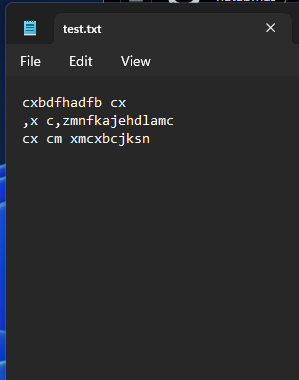 test.txt
File Edit View
cxbdfhadfb cx
,x c,zmnfkajehdlamc
cx cm xmcxbcjksn